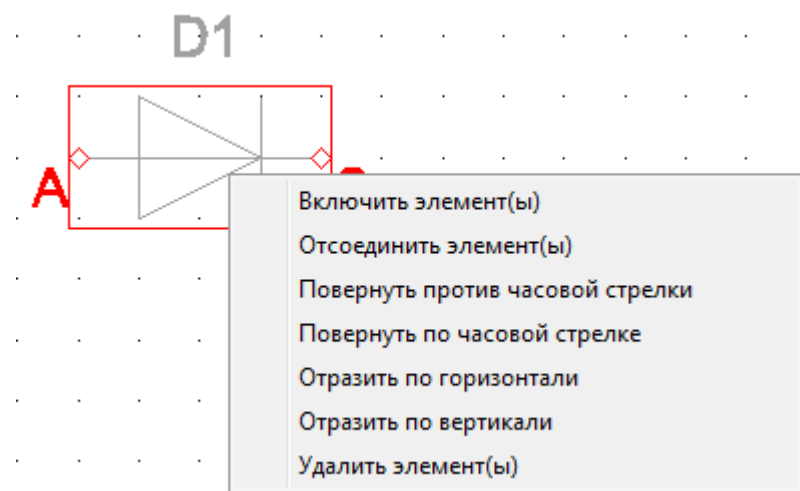 D1
A
Включить элемент(ы)
Отсоединить элемент(ы)
Повернуть против часовой стрелки
Повернуть по часовой стрелке
Отразить по горизонтали
Отразить по вертикали
Удалить элемент(ы)